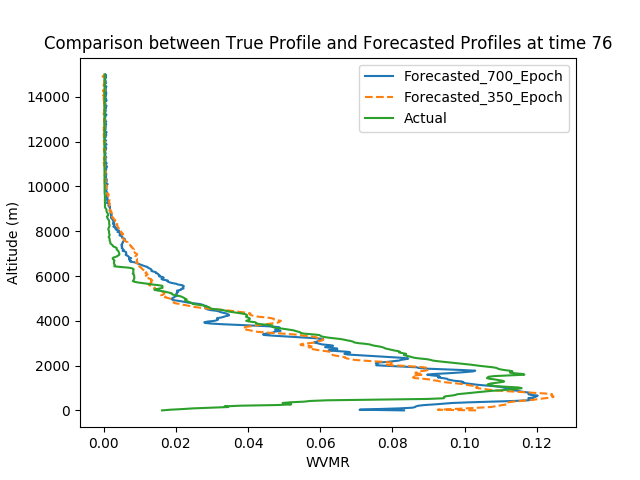 Comparison between True Profile and Forecasted Profiles at time 76
Forecasted_700_Epoch
Forecasted_350_Epoch
Actual
Altitude (m)
14000
12000
10000
8000
6000
4000
2000
0
0.00 0.02 0.04 0.06 0.08 0.10 0.12
WVMR